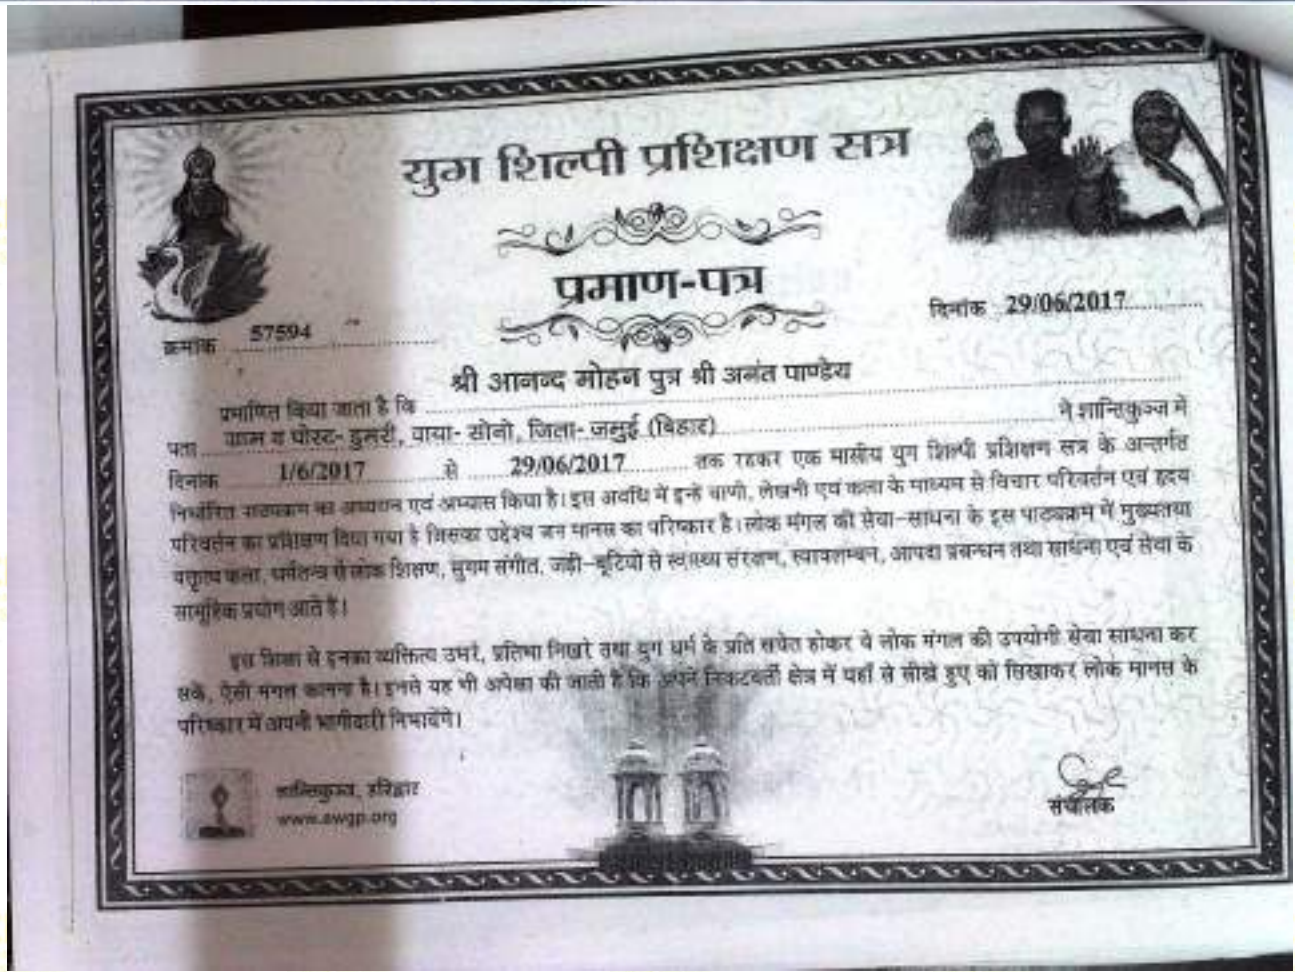 युग शिल्पी प्रशिक्षण सत्र
प्रमाण-पत्र
दिनांक 29/06/2017
क्रमांक 57594
श्री आनन्द मोहन पुत्र श्री अनंत पाण्डेय
प्रमाणित किया जाता है कि
पता ग्राम व पोस्ट- डुमरी, वाया- सोनो, जिला- जमुई (बिहार) ने शान्तिकुञ्ज में
दिनांक 1/6/2017 से 29/06/2017 तक रहकर एक मासीय युग शिल्पी प्रशिक्षण सत्र के अन्तर्गत
निर्धारित पाठ्यक्रम का अध्ययन एवं अभ्यास किया है। इस अवधि में इन्हें वाणी, लेखनी एवं कला के माध्यम से विचार परिवर्तन एवं हृदय
परिवर्तन का प्रशिक्षण दिया गया है जिसका उद्देश्य जन मानस का परिष्कार है। लोक मंगल की सेवा-साधना के इस पाठ्यक्रम में मुख्यतया
वक्तृत्व कला, धर्मतन्त्र से लोक शिक्षण, सुगम संगीत, जड़ी-बूटियों से स्वास्थ्य संरक्षण, स्वावलम्बन, आपदा प्रबन्धन तथा साधना एवं सेवा के
सामूहिक प्रयोग आते हैं।
इस शिक्षा से इनका व्यक्तित्व उभरे, प्रतिभा निखरे तथा युग धर्म के प्रति सचेत होकर वे लोक मंगल की उपयोगी सेवा साधना कर
सकें, ऐसी मंगल कामना है। इनसे यह भी अपेक्षा की जाती है कि अपने निकटवर्ती क्षेत्र में यहाँ से सीखे हुए को सिखाकर लोक मानस के
परिष्कार में अपनी भागीदारी निभायेंगे।
शान्तिकुञ्ज, हरिद्वार
www.awgp.org
संचालक